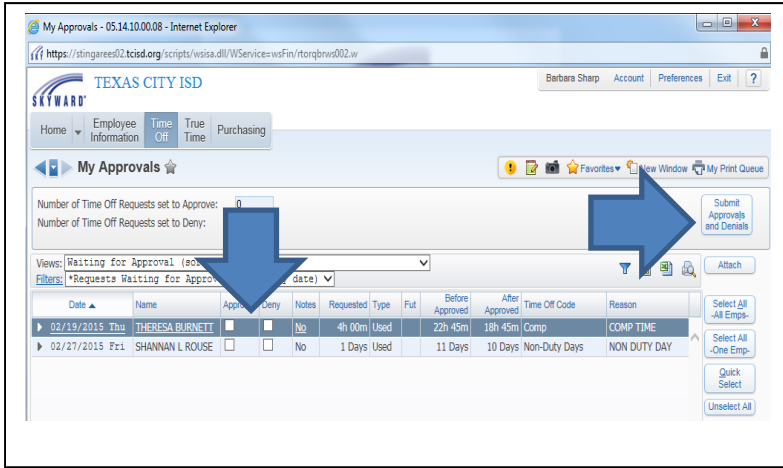 My Approvals - 05.14.10.00.08 - Internet Explorer
https://stingarees02.tcisd.org/scripts/wsisa.dll/WService=wsFin/rtorqbrws002.w
SKYWARD TEXAS CITY ISD Barbara Sharp Account Preferences Exit ?
Home Employee Information Time Off True Time Purchasing
My Approvals Favorites New Window My Print Queue
Number of Time Off Requests set to Approve: 0
Number of Time Off Requests set to Deny:
Submit Approvals and Denials
Views: Waiting for Approval
Filters: *Requests Waiting for date)
Attach
Date Name Deny Notes Requested Type Fut Before Approved After Approved Time Off Code Reason
02/19/2015 Thu THERESA BURNETT No 4h 00m Used 22h 45m 18h 45m Comp COMP TIME
02/27/2015 Fri SHANNAN L ROUSE No 1 Days Used 11 Days 10 Days Non-Duty Days NON DUTY DAY
Select All -All Emps-
Select All -One Emp-
Quick Select
Unselect All